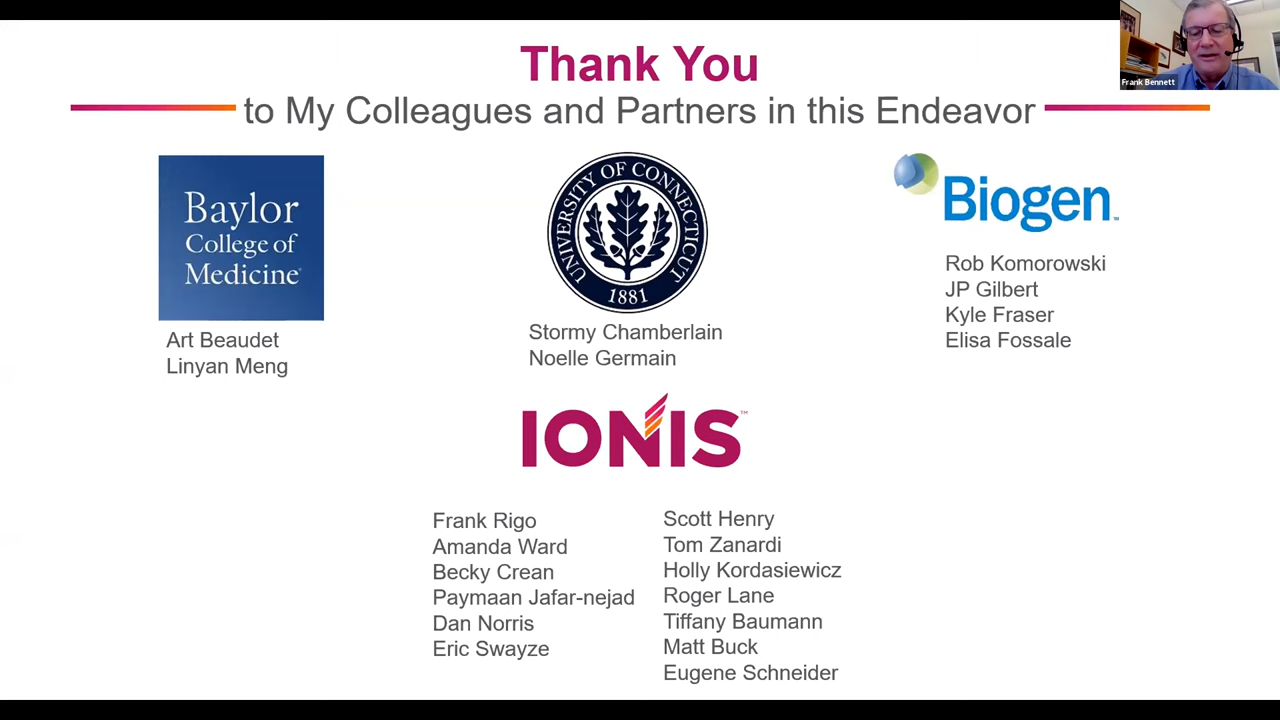 Thank You
to My Colleagues and Partners in this Endeavor
Frank Bennett
Baylor
College of
Medicine
Art Beaudet
Linyan Meng
UNIVERSITY OF CONNECTICUT
1881
Stormy Chamberlain
Noelle Germain
Biogen™
Rob Komorowski
JP Gilbert
Kyle Fraser
Elisa Fossale
IONIS™
Frank Rigo
Amanda Ward
Becky Crean
Paymaan Jafar-nejad
Dan Norris
Eric Swayze
Scott Henry
Tom Zanardi
Holly Kordasiewicz
Roger Lane
Tiffany Baumann
Matt Buck
Eugene Schneider